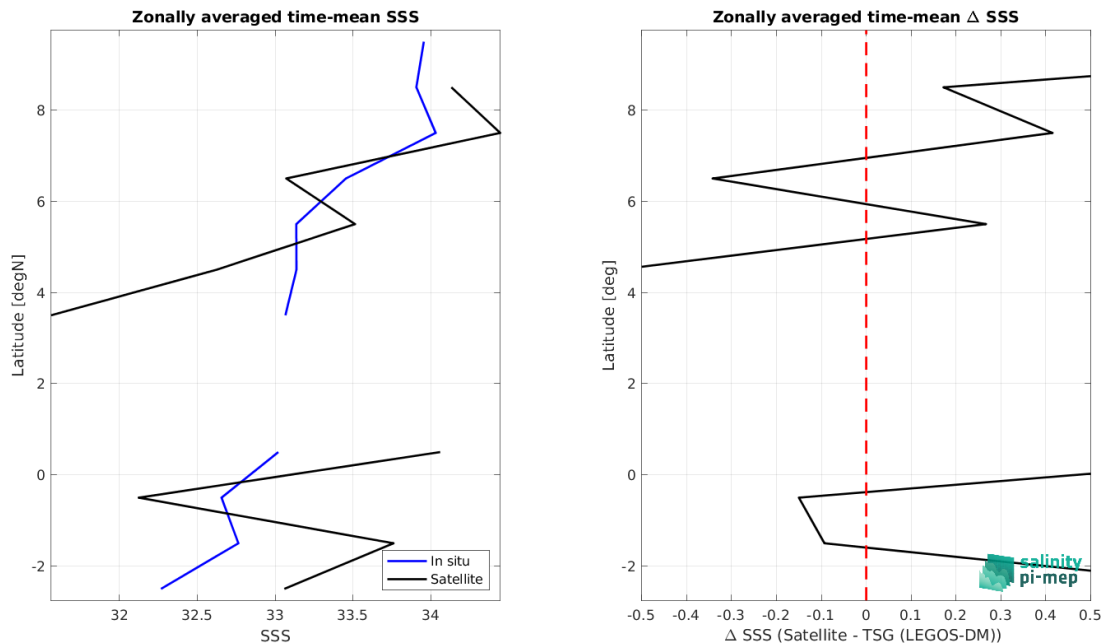 Zonally averaged time-mean SSS
Latitude [degN]
8
6
4
2
0
-2
32
32.5
33
33.5
34
SSS
In situ
Satellite
Zonally averaged time-mean Δ SSS
Latitude [deg]
8
6
4
2
0
-2
-0.5
-0.4
-0.3
-0.2
-0.1
0
0.1
0.2
0.3
0.4
0.5
Δ SSS (Satellite - TSG (LEGOS-DM))
salinity
pi-mep